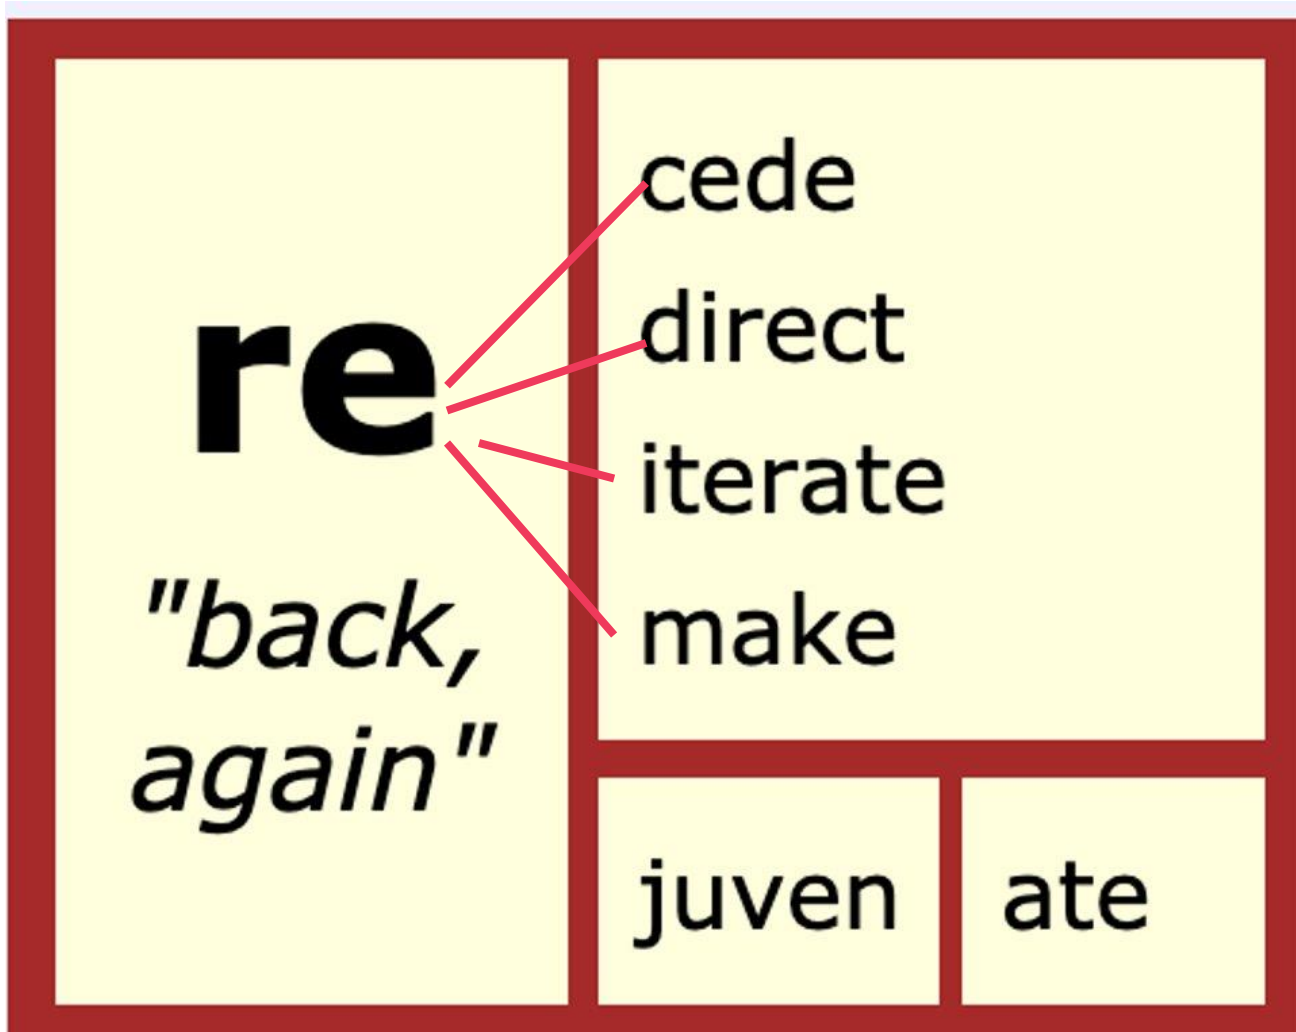 re
"back,
again"
cede
direct
iterate
make
juven
ate